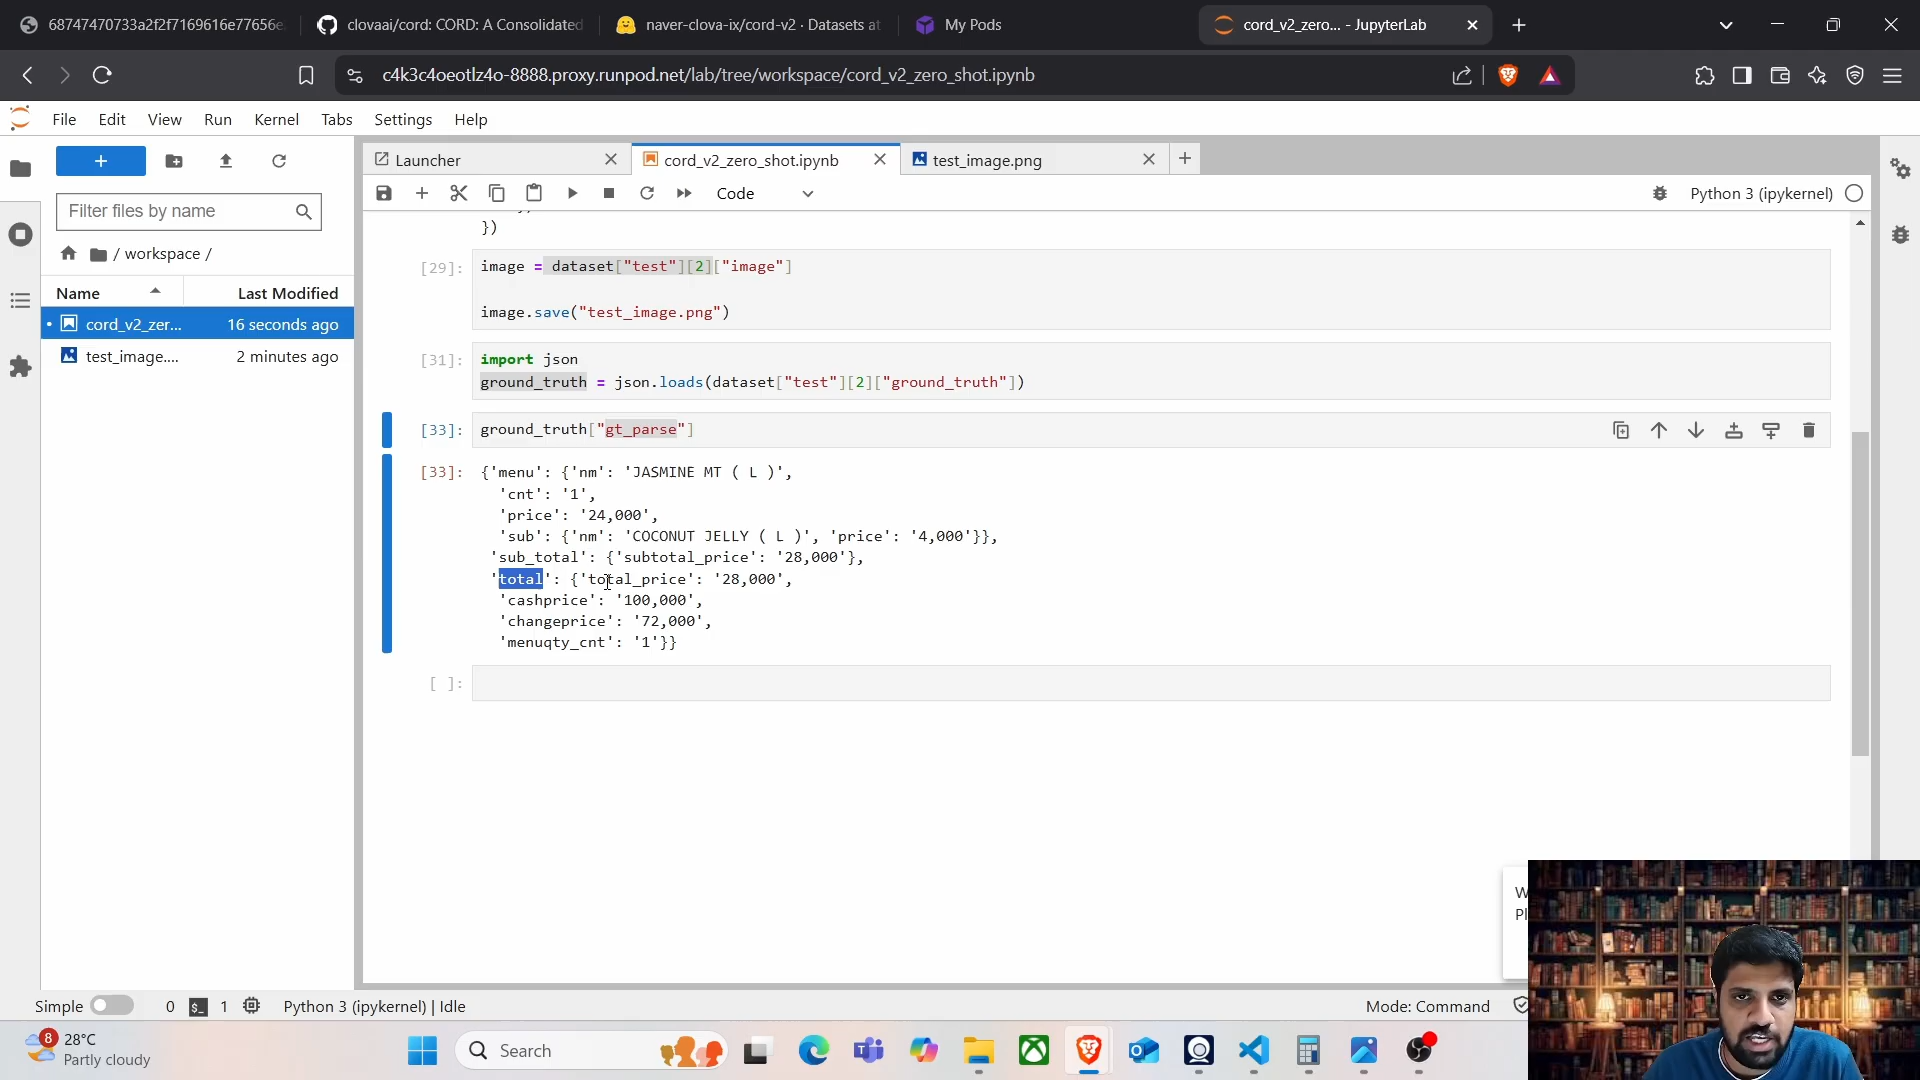 68747470733a2f2f7169616e77656e
clovaai/cord: CORD: A Consolidated
naver-clova-ix/cord-v2 · Datasets at
My Pods
cord_v2_zero... - JupyterLab
c4k3c4oeotlz4o-8888.proxy.runpod.net/lab/tree/workspace/cord_v2_zero_shot.ipynb
File Edit View Run Kernel Tabs Settings Help
Launcher
cord_v2_zero_shot.ipynb
test_image.png
Code
Python 3 (ipykernel)
Filter files by name
/ workspace /
Name Last Modified
cord_v2_zer... 16 seconds ago
test_image.... 2 minutes ago
})
[29]: image = dataset["test"][2]["image"]
image.save("test_image.png")
[31]: import json
ground_truth = json.loads(dataset["test"][2]["ground_truth"])
[33]: ground_truth["gt_parse"]
[33]: {'menu': {'nm': 'JASMINE MT ( L )',
'cnt': '1',
'price': '24,000',
'sub': {'nm': 'COCONUT JELLY ( L )', 'price': '4,000'}},
'sub_total': {'subtotal_price': '28,000'},
'total': {'total_price': '28,000',
'cashprice': '100,000',
'changeprice': '72,000',
'menuqty_cnt': '1'}}
[ ]:
Simple 0 1 Python 3 (ipykernel) | Idle
Mode: Command
8
28°C
Partly cloudy
Search